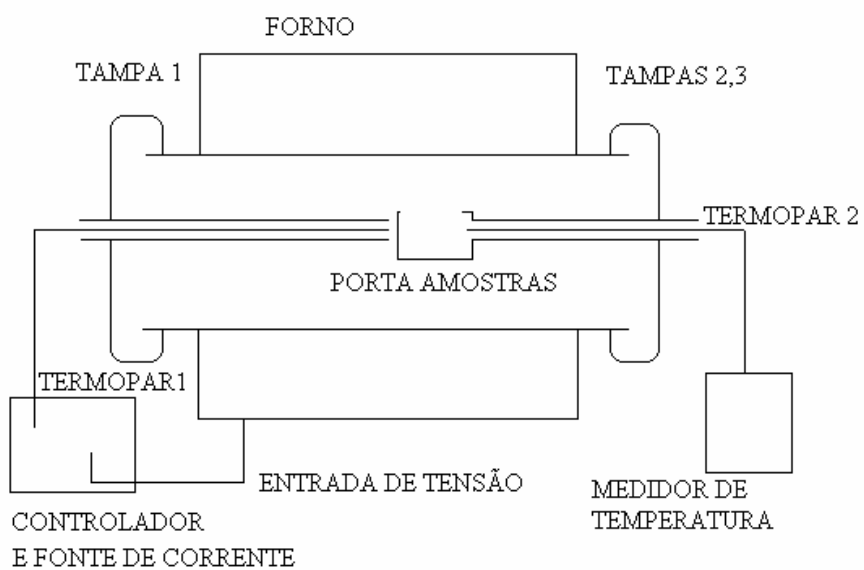 FORNO
TAMPA 1
TAMPAS 2,3
TERMOPAR 2
PORTA AMOSTRAS
TERMOPAR1
ENTRADA DE TENSÃO
MEDIDOR DE
TEMPERATURA
CONTROLADOR
E FONTE DE CORRENTE